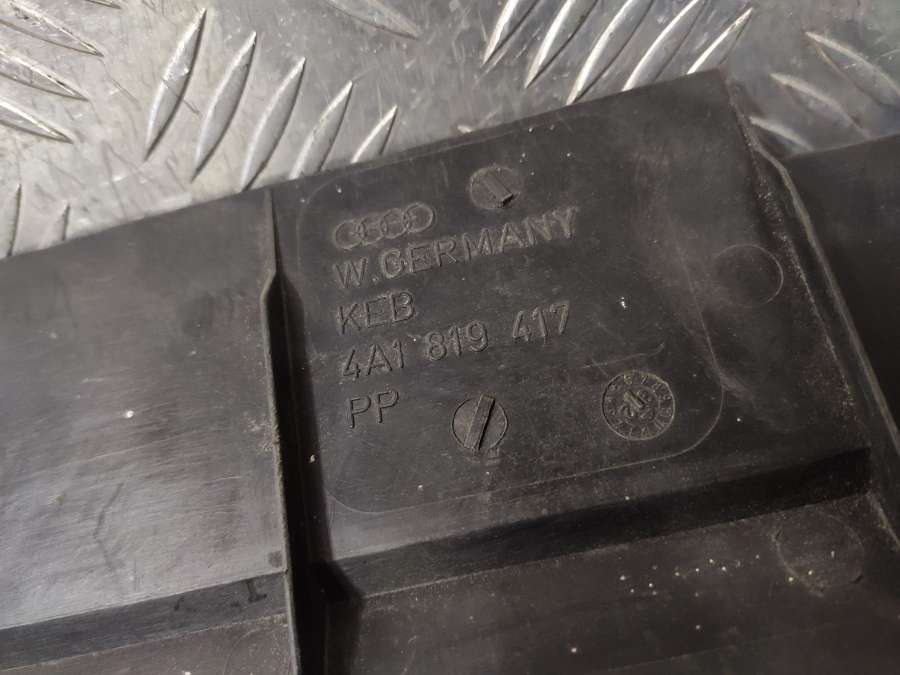 W.GERMANY
KEB
4A1 819 417
PP